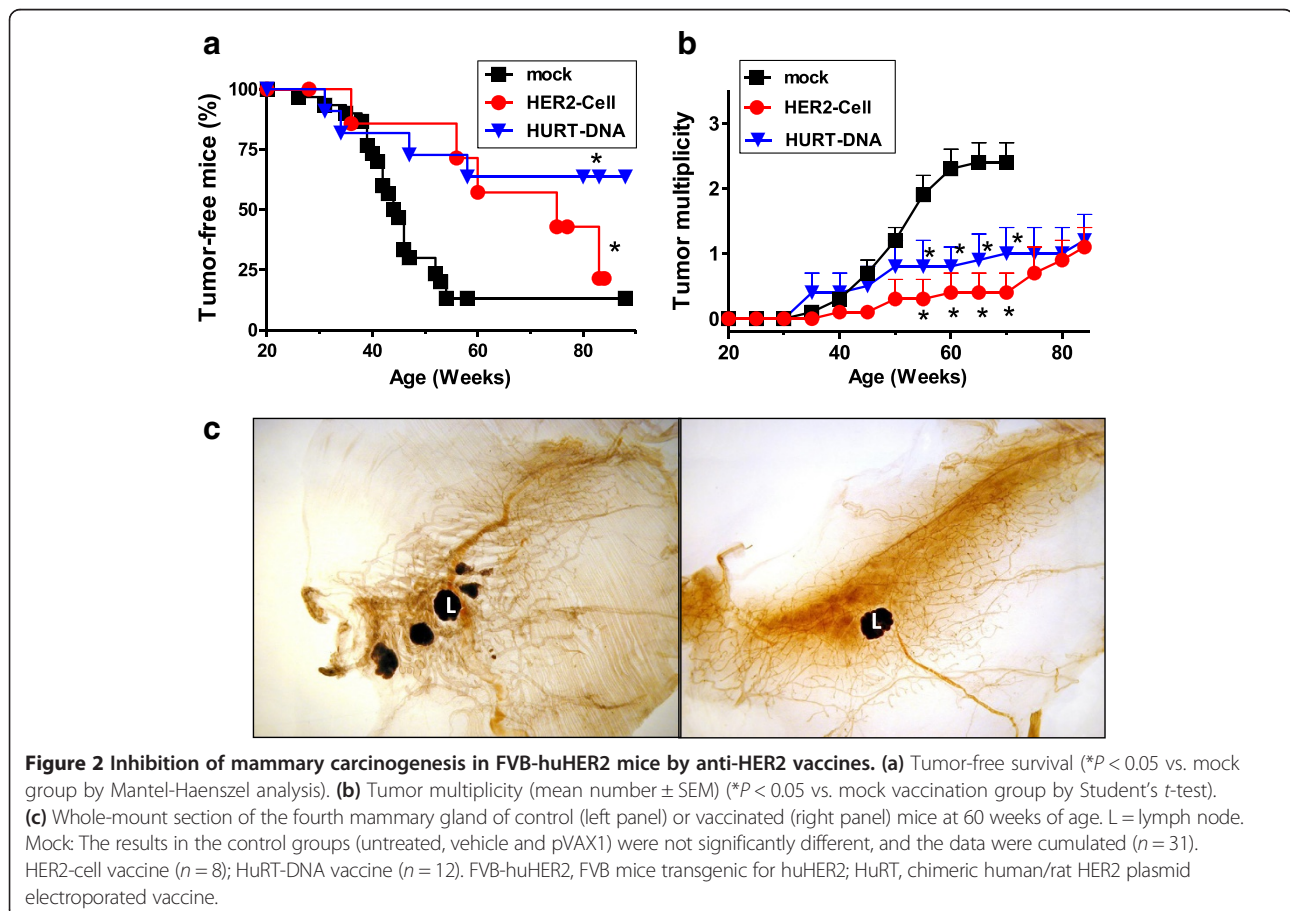 a
mock
HER2-Cell
HURT-DNA
Tumor-free mice (%)
100
75
50
25
0
*
*
20 40 60 80
Age (Weeks)
b
mock
HER2-Cell
HURT-DNA
Tumor multiplicity
3
2
1
0
* * * *
* * * *
20 40 60 80
Age (Weeks)
c
L
L
Figure 2 Inhibition of mammary carcinogenesis in FVB-huHER2 mice by anti-HER2 vaccines. (a) Tumor-free survival (*P < 0.05 vs. mock
group by Mantel-Haenszel analysis). (b) Tumor multiplicity (mean number ± SEM) (*P < 0.05 vs. mock vaccination group by Student’s t-test).
(c) Whole-mount section of the fourth mammary gland of control (left panel) or vaccinated (right panel) mice at 60 weeks of age. L = lymph node.
Mock: The results in the control groups (untreated, vehicle and pVAX1) were not significantly different, and the data were cumulated (n = 31).
HER2-cell vaccine (n = 8); HuRT-DNA vaccine (n = 12). FVB-huHER2, FVB mice transgenic for huHER2; HuRT, chimeric human/rat HER2 plasmid
electroporated vaccine.